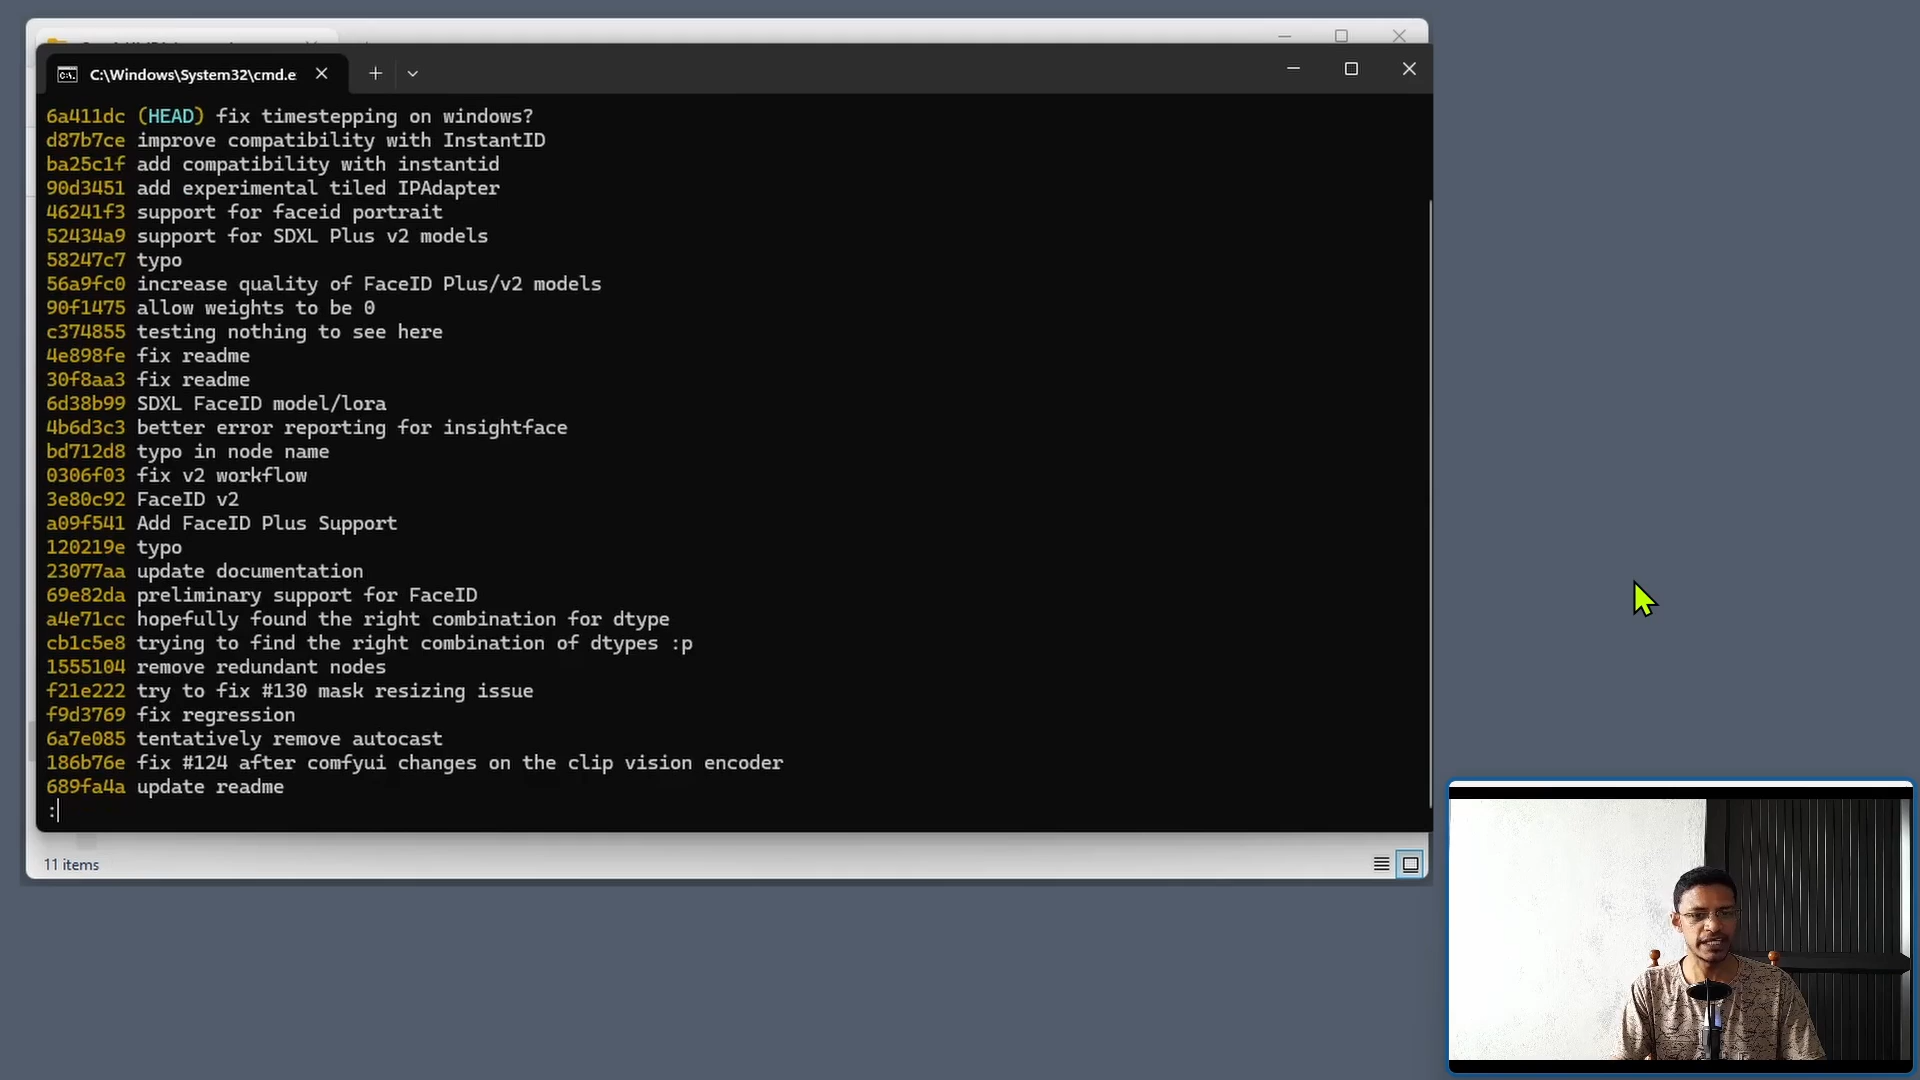 C:\Windows\System32\cmd.e
6a411dc (HEAD) fix timestepping on windows?
d87b7ce improve compatibility with InstantID
ba25c1f add compatibility with instantid
90d3451 add experimental tiled IPAdapter
46241f3 support for faceid portrait
52434a9 support for SDXL Plus v2 models
58247c7 typo
56a9fc0 increase quality of FaceID Plus/v2 models
90f1475 allow weights to be 0
c374855 testing nothing to see here
4e898fe fix readme
30f8aa3 fix readme
6d38b99 SDXL FaceID model/lora
4b6d3c3 better error reporting for insightface
bd712d8 typo in node name
0306f03 fix v2 workflow
3e80c92 FaceID v2
a09f541 Add FaceID Plus Support
120219e typo
23077aa update documentation
69e82da preliminary support for FaceID
a4e71cc hopefully found the right combination for dtype
cb1c5e8 trying to find the right combination of dtypes :p
1555104 remove redundant nodes
f21e222 try to fix #130 mask resizing issue
f9d3769 fix regression
6a7e085 tentatively remove autocast
186b76e fix #124 after comfyui changes on the clip vision encoder
689fa4a update readme
:
11 items